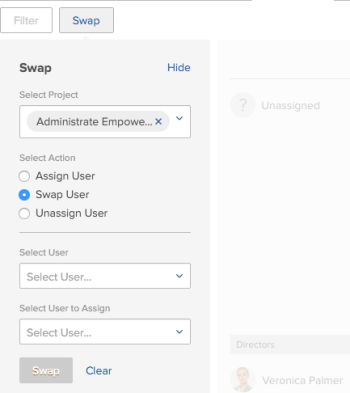 Filter
Swap
Swap
Hide
Select Project
Administrate Empowe... ×
Select Action
Assign User
Swap User
Unassign User
Select User
Select User...
Select User to Assign
Select User...
Swap
Clear
? Unassigned
Directors
Veronica Palmer